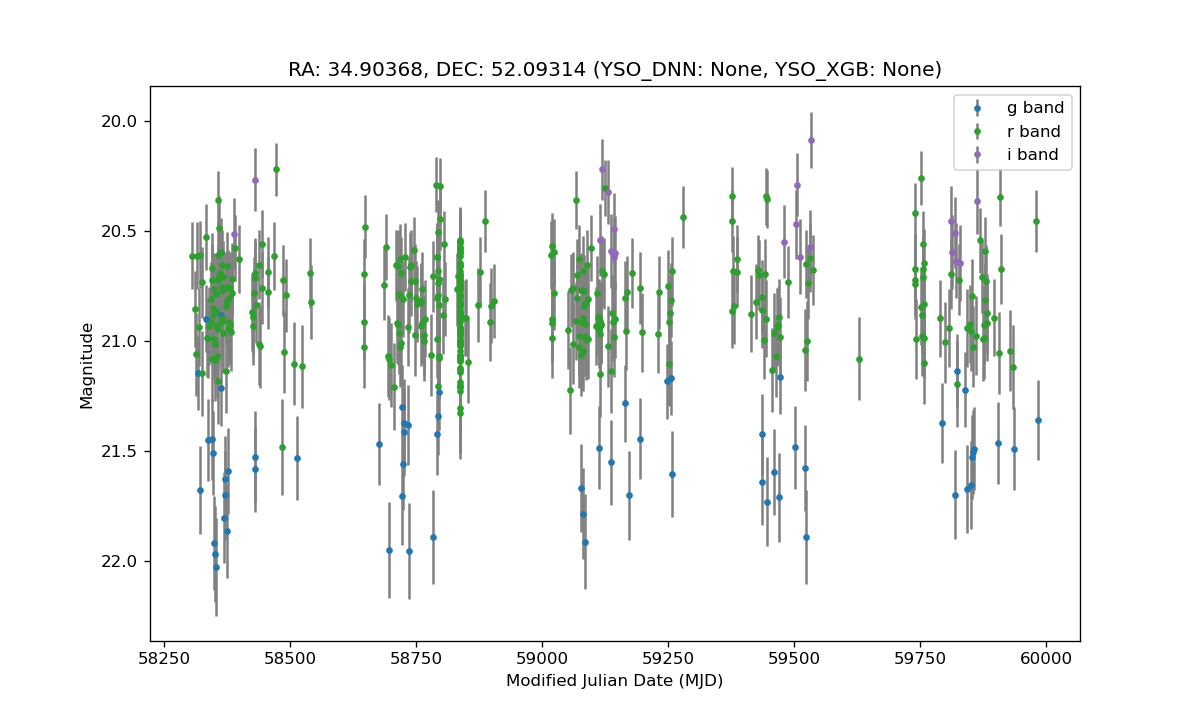 RA: 34.90368, DEC: 52.09314 (YSO_DNN: None, YSO_XGB: None)
g band
r band
i band
20.0
20.5
21.0
21.5
22.0
Magnitude
58250 58500 58750 59000 59250 59500 59750 60000
Modified Julian Date (MJD)